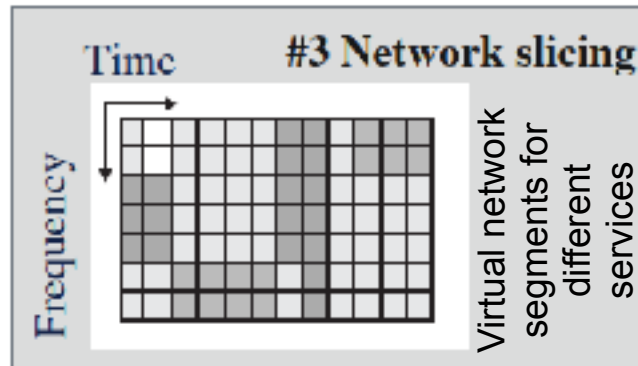 Time
#3 Network slicing
Frequency
Virtual network
segments for
different
services